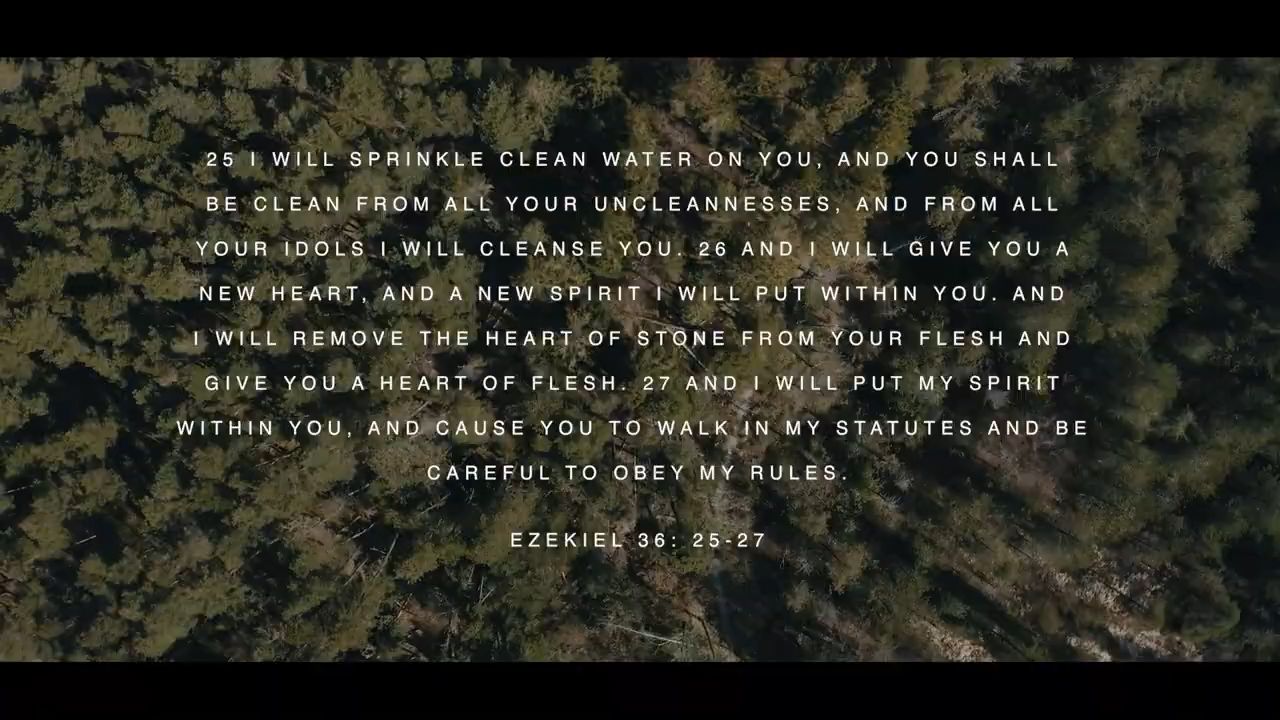 25 I WILL SPRINKLE CLEAN WATER ON YOU, AND YOU SHALL
BE CLEAN FROM ALL YOUR UNCLEANNESSES, AND FROM ALL
YOUR IDOLS I WILL CLEANSE YOU. 26 AND I WILL GIVE YOU A
NEW HEART, AND A NEW SPIRIT I WILL PUT WITHIN YOU. AND
I WILL REMOVE THE HEART OF STONE FROM YOUR FLESH AND
GIVE YOU A HEART OF FLESH. 27 AND I WILL PUT MY SPIRIT
WITHIN YOU, AND CAUSE YOU TO WALK IN MY STATUTES AND BE
CAREFUL TO OBEY MY RULES.
EZEKIEL 36: 25-27